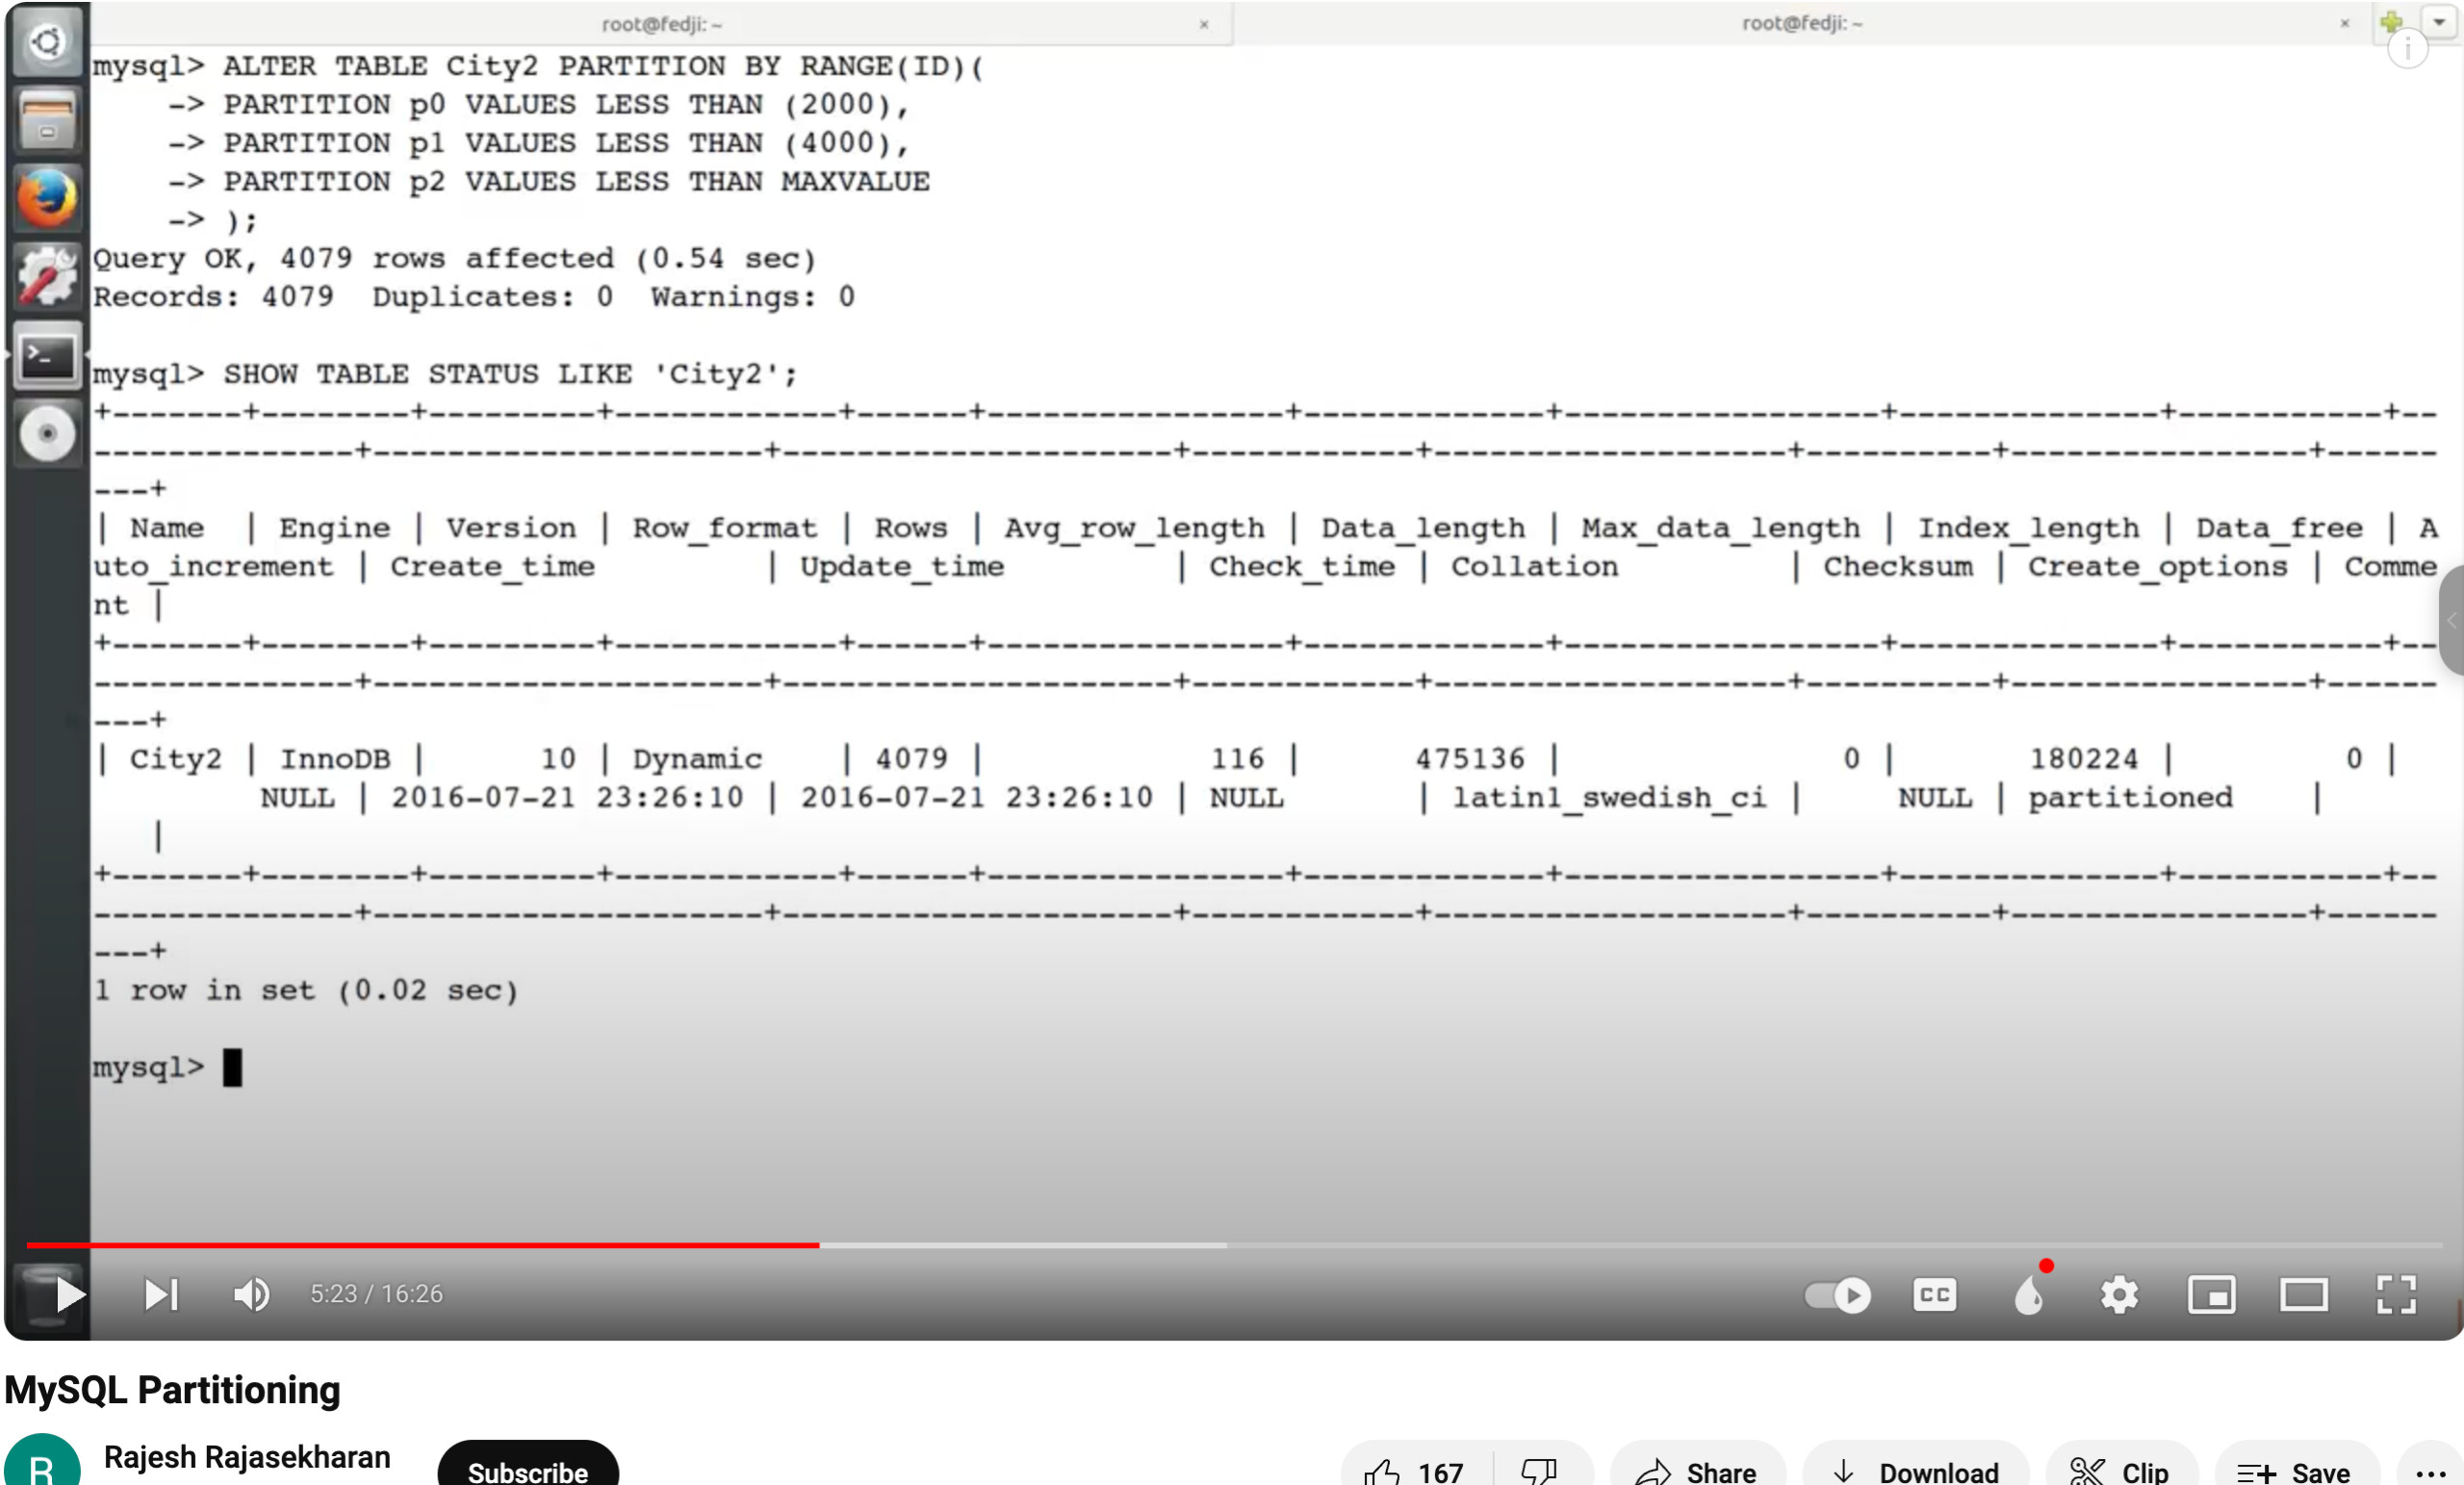 root@fedji: ~ × root@fedji: ~ ×
mysql> ALTER TABLE City2 PARTITION BY RANGE(ID)(
-> PARTITION p0 VALUES LESS THAN (2000),
-> PARTITION p1 VALUES LESS THAN (4000),
-> PARTITION p2 VALUES LESS THAN MAXVALUE
-> );
Query OK, 4079 rows affected (0.54 sec)
Records: 4079  Duplicates: 0  Warnings: 0
mysql> SHOW TABLE STATUS LIKE 'City2';
+-------+--------+---------+------------+------+----------------+-------------+-----------------+--------------+-----------+--
--------------+---------------------+---------------------+------------+-------------------+----------+----------------+------
---+
| Name  | Engine | Version | Row_format | Rows | Avg_row_length | Data_length | Max_data_length | Index_length | Data_free | A
uto_increment | Create_time         | Update_time         | Check_time | Collation         | Checksum | Create_options | Comme
nt |
+-------+--------+---------+------------+------+----------------+-------------+-----------------+--------------+-----------+--
--------------+---------------------+---------------------+------------+-------------------+----------+----------------+------
---+
| City2 | InnoDB |      10 | Dynamic    | 4079 |            116 |      475136 |               0 |       180224 |         0 |
         NULL | 2016-07-21 23:26:10 | 2016-07-21 23:26:10 | NULL       | latin1_swedish_ci |     NULL | partitioned    |
   |
+-------+--------+---------+------------+------+----------------+-------------+-----------------+--------------+-----------+--
--------------+---------------------+---------------------+------------+-------------------+----------+----------------+------
---+
1 row in set (0.02 sec)
mysql>
5:23 / 16:26 CC
MySQL Partitioning
R Rajesh Rajasekharan Subscribe 167 Share Download Clip Save